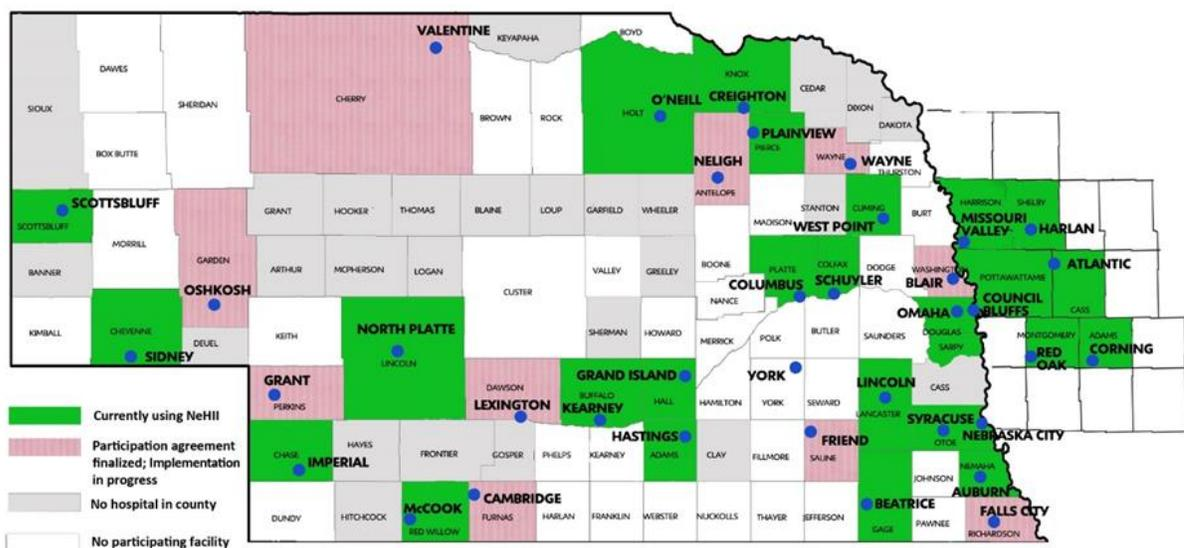 VALENTINE
KEYAPAHA
BOYD
DAWES
SHERIDAN
SIOUX
CHERRY
BROWN
ROCK
KNOX
HOLT
O'NEILL
CREIGHTON
CEDAR
DIXON
DAKOTA
BOX BUTTE
PLAINVIEW
PIERCE
NELIGH
ANTELOPE
WAYNE
WAYNE
THURSTON
SCOTTSBLUFF
SCOTTSBLUFF
MORRILL
GARDEN
GRANT
HOOKER
THOMAS
BLAINE
LOUP
GARFIELD
WHEELER
MADISON
STANTON
CUMING
WEST POINT
BURT
HARRISON
SHELBY
MISSOURI
VALLEY
HARLAN
BANNER
OSHKOSH
ARTHUR
MCPHERSON
LOGAN
CUSTER
VALLEY
GREELEY
BOONE
NANCE
PLATTE
COLFAX
COLUMBUS
SCHUYLER
DODGE
WASHINGTON
BLAIR
POTTAWATTAMIE
ATLANTIC
CASS
COUNCIL
BLUFFS
OMAHA
DOUGLAS
SARPY
KIMBALL
CHEYENNE
SIDNEY
DEUEL
KEITH
NORTH PLATTE
LINCOLN
SHERMAN
HOWARD
MERRICK
POLK
BUTLER
SAUNDERS
MONTGOMERY
ADAMS
RED
OAK
CORNING
GRANT
PERKINS
DAWSON
LEXINGTON
BUFFALO
KEARNEY
GRAND ISLAND
HALL
HAMILTON
YORK
YORK
SEWARD
LINCOLN
LANCASTER
CASS
SYRACUSE
OTOE
NEBRASKA CITY
CHASE
IMPERIAL
HAYES
FRONTIER
GOSPER
PHELPS
KEARNEY
HASTINGS
ADAMS
CLAY
FILLMORE
FRIEND
SALINE
JOHNSON
NEMAHA
AUBURN
DUNDY
HITCHCOCK
McCOOK
RED WILLOW
CAMBRIDGE
FURNAS
HARLAN
FRANKLIN
WEBSTER
NUCKOLLS
THAYER
JEFFERSON
BEATRICE
GAGE
PAWNEE
FALLS CITY
RICHARDSON
Currently using NeHII
Participation agreement
finalized; Implementation
in progress
No hospital in county
No participating facility